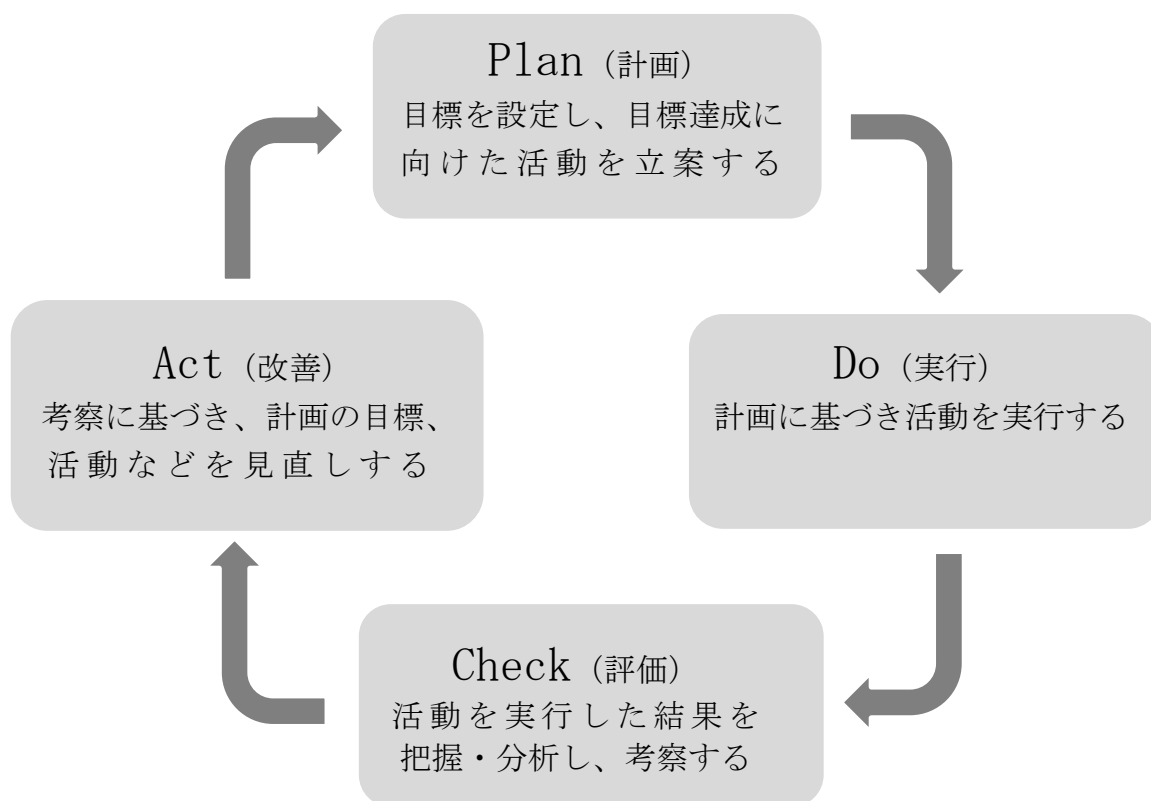 Plan（計画）
目標を設定し、目標達成に
向けた活動を立案する
Do（実行）
計画に基づき活動を実行する
Check（評価）
活動を実行した結果を
把握・分析し、考察する
Act（改善）
考察に基づき、計画の目標、
活動などを見直しする